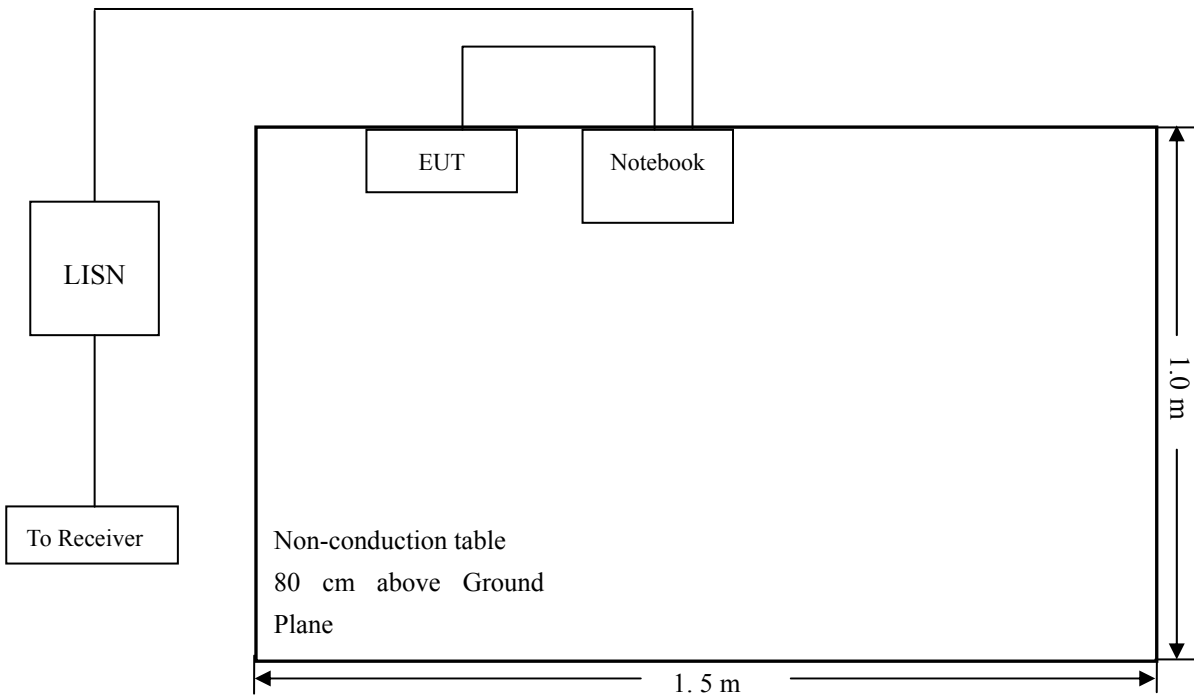 EUT
Notebook
LISN
1.0 m
To Receiver
Non-conduction table
80 cm above Ground
Plane
1. 5 m